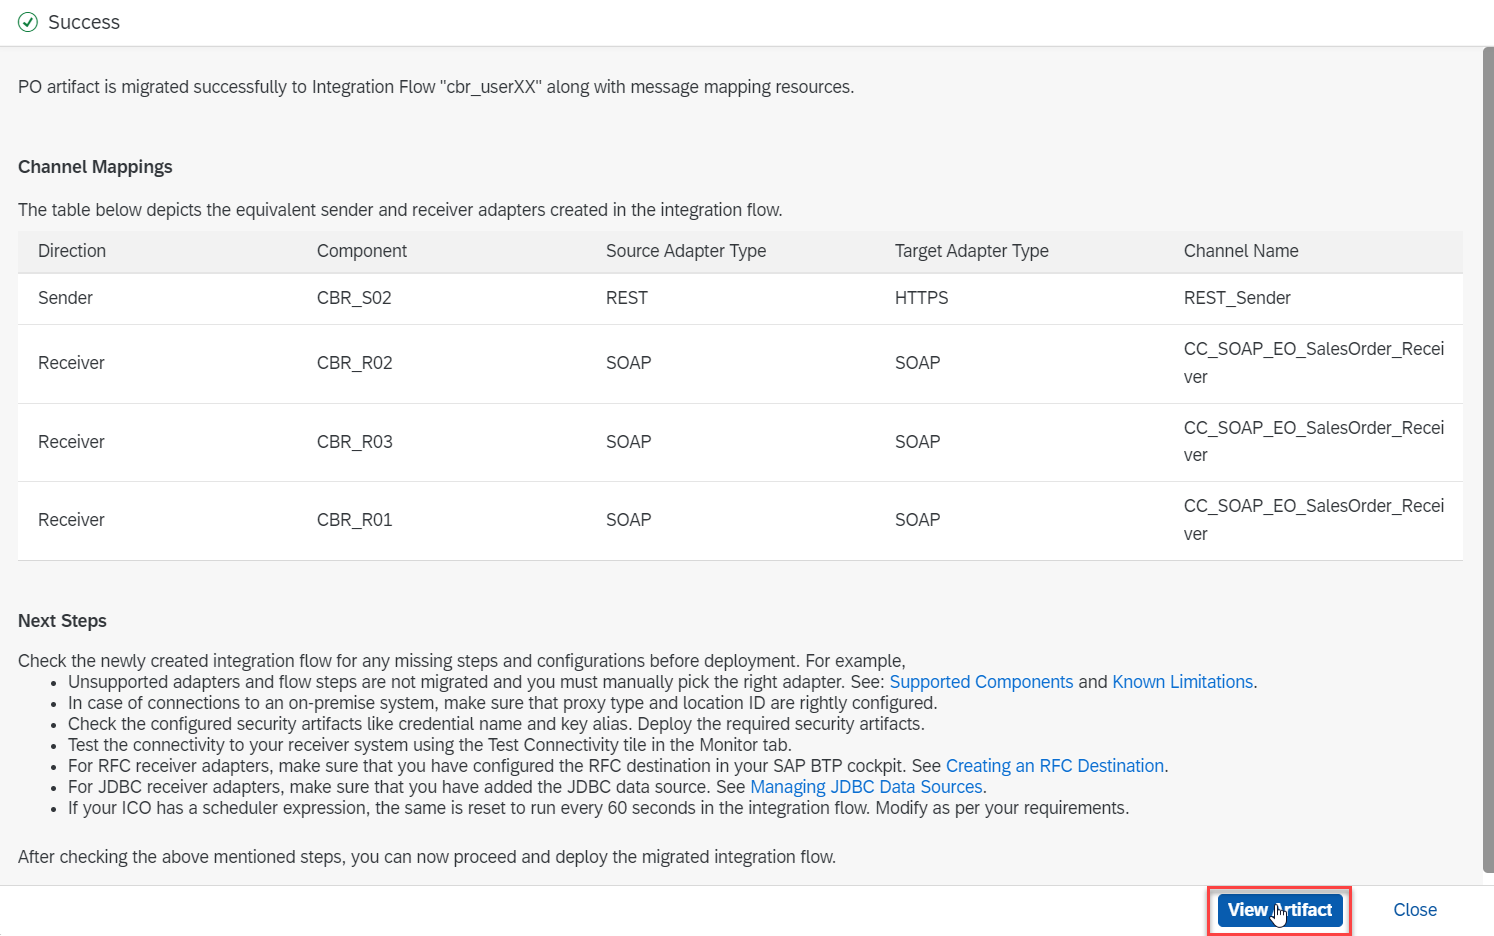 Success
PO artifact is migrated successfully to Integration Flow "cbr_userXX" along with message mapping resources.
Channel Mappings
The table below depicts the equivalent sender and receiver adapters created in the integration flow.
Direction Component Source Adapter Type Target Adapter Type Channel Name
Sender CBR_S02 REST HTTPS REST_Sender
Receiver CBR_R02 SOAP SOAP CC_SOAP_EO_SalesOrder_Recei
ver
Receiver CBR_R03 SOAP SOAP CC_SOAP_EO_SalesOrder_Recei
ver
Receiver CBR_R01 SOAP SOAP CC_SOAP_EO_SalesOrder_Recei
ver
Next Steps
Check the newly created integration flow for any missing steps and configurations before deployment. For example,
• Unsupported adapters and flow steps are not migrated and you must manually pick the right adapter. See: Supported Components and Known Limitations.
• In case of connections to an on-premise system, make sure that proxy type and location ID are rightly configured.
• Check the configured security artifacts like credential name and key alias. Deploy the required security artifacts.
• Test the connectivity to your receiver system using the Test Connectivity tile in the Monitor tab.
• For RFC receiver adapters, make sure that you have configured the RFC destination in your SAP BTP cockpit. See Creating an RFC Destination.
• For JDBC receiver adapters, make sure that you have added the JDBC data source. See Managing JDBC Data Sources.
• If your ICO has a scheduler expression, the same is reset to run every 60 seconds in the integration flow. Modify as per your requirements.
After checking the above mentioned steps, you can now proceed and deploy the migrated integration flow.
View Artifact Close